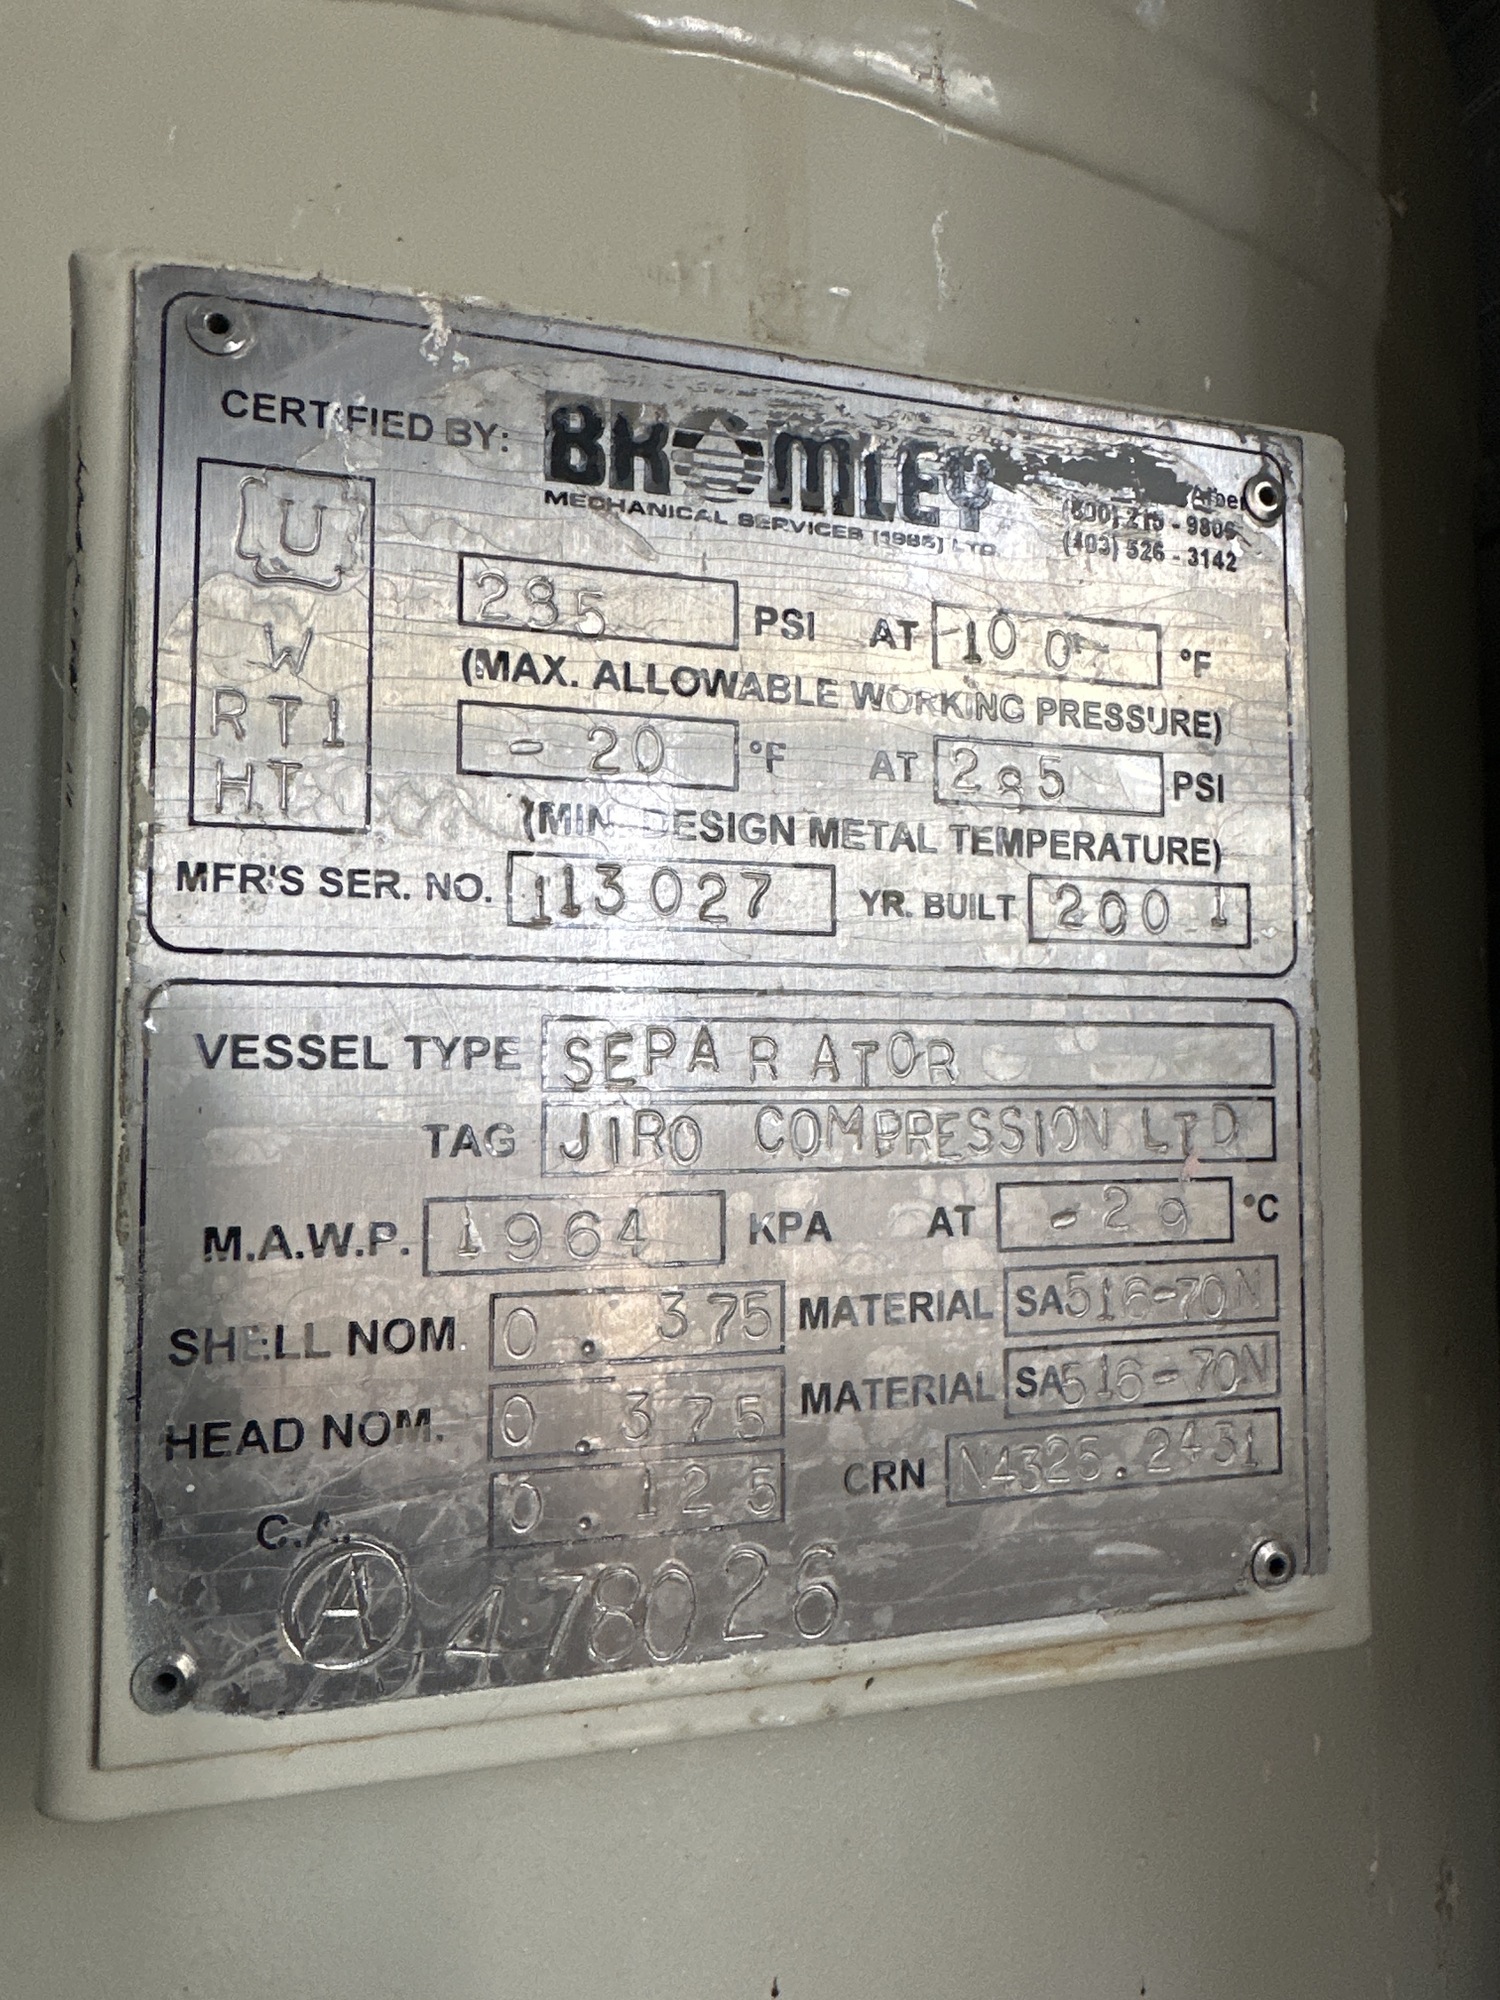 CERTIFIED BY: BROMLEY
MECHANICAL SERVICES (1985) LTD.
(800) 215 - 9806
(403) 526 - 3142
U
W
RT1
HT
285 PSI AT 100 °F
(MAX. ALLOWABLE WORKING PRESSURE)
-20 °F AT 285 PSI
(MIN. DESIGN METAL TEMPERATURE)
MFR'S SER. NO. 113027 YR. BUILT 2001
VESSEL TYPE SEPARATOR
TAG JIRO COMPRESSION LTD
M.A.W.P. 1964 KPA AT -29 °C
SHELL NOM. 0.375 MATERIAL SA516-70N
HEAD NOM. 0.375 MATERIAL SA516-70N
C.A. 0.125 CRN N4325.2431
A 478026